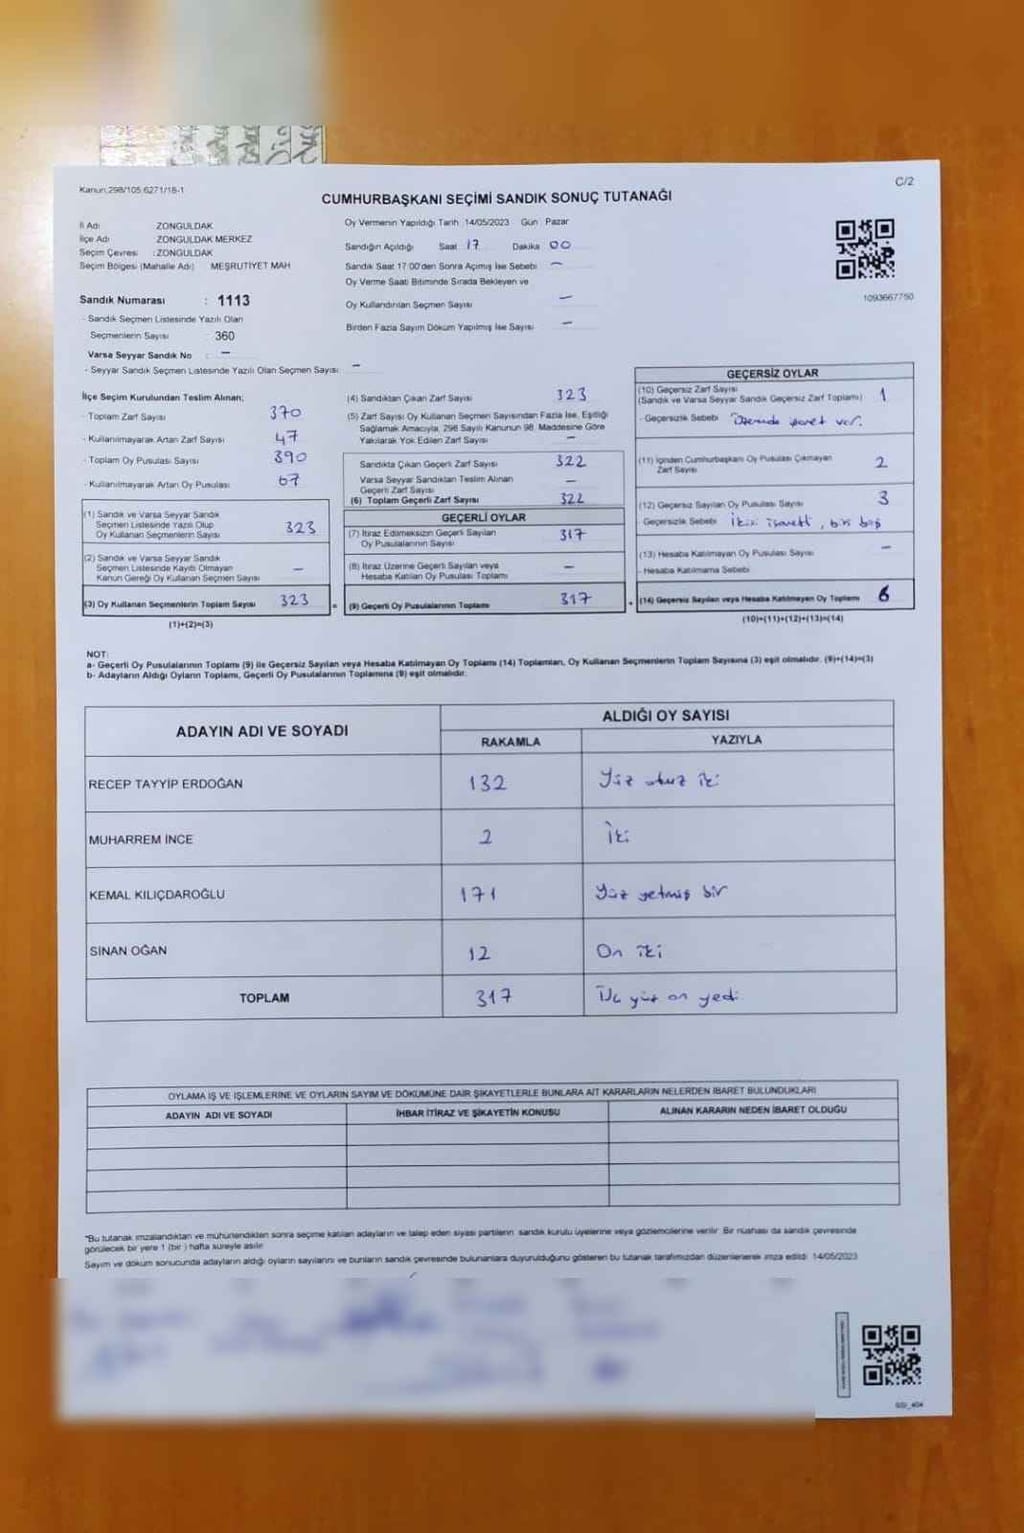 Kanun:298/105 6271/18-1
C/2
CUMHURBAŞKANI SEÇİMİ SANDIK SONUÇ TUTANAĞI
İl Adı : ZONGULDAK
İlçe Adı : ZONGULDAK MERKEZ
Seçim Çevresi : ZONGULDAK
Seçim Bölgesi (Mahalle Adı) MEŞRUTİYET MAH
Sandık Numarası : 1113
- Sandık Seçmen Listesinde Yazılı Olan
Seçmenlerin Sayısı 360
Varsa Seyyar Sandık No : -
- Seyyar Sandık Seçmen Listesinde Yazılı Olan Seçmen Sayısı: -
Oy Vermenin Yapıldığı Tarih :14/05/2023 Gün : Pazar
Sandığın Açıldığı Saat: 17 Dakika 00
Sandık Saat 17:00'den Sonra Açılmış İse Sebebi -
Oy Verme Saati Bitiminde Sırada Bekleyen ve
Oy Kullandırılan Seçmen Sayısı -
Birden Fazla Sayım Döküm Yapılmış İse Sayısı -
1093667750
İlçe Seçim Kurulundan Teslim Alınan;
- Toplam Zarf Sayısı 370
- Kullanılmayarak Artan Zarf Sayısı 47
- Toplam Oy Pusulası Sayısı 390
- Kullanılmayarak Artan Oy Pusulası 67
(1) Sandık ve Varsa Seyyar Sandık
Seçmen Listesinde Yazılı Olup
Oy Kullanan Seçmenlerin Sayısı 323
(2) Sandık ve Varsa Seyyar Sandık
Seçmen Listesinde Kayıtlı Olmayan
Kanun Gereği Oy Kullanan Seçmen Sayısı -
(3) Oy Kullanan Seçmenlerin Toplam Sayısı 323
(1)+(2)=(3)
(4) Sandıktan Çıkan Zarf Sayısı 323
(5) Zarf Sayısı Oy Kullanan Seçmen Sayısından Fazla İse, Eşitliği
Sağlamak Amacıyla, 298 Sayılı Kanunun 98. Maddesine Göre
Yakılarak Yok Edilen Zarf Sayısı -
Sandıkta Çıkan Geçerli Zarf Sayısı 322
Varsa Seyyar Sandıktan Teslim Alınan
Geçerli Zarf Sayısı -
(6) Toplam Geçerli Zarf Sayısı 322
GEÇERLİ OYLAR
(7) İtiraz Edilmeksizin Geçerli Sayılan
Oy Pusulalarının Sayısı 317
(8) İtiraz Üzerine Geçerli Sayılan veya
Hesaba Katılan Oy Pusulası Toplamı -
= (9) Geçerli Oy Pusulalarının Toplamı 317
GEÇERSİZ OYLAR
(10) Geçersiz Zarf Sayısı
(Sandık ve Varsa Seyyar Sandık Geçersiz Zarf Toplamı) 1
- Geçersizlik Sebebi Üzerinde işaret var.
(11) İçinden Cumhurbaşkanı Oy Pusulası Çıkmayan
Zarf Sayısı 2
(12) Geçersiz Sayılan Oy Pusulası Sayısı 3
Geçersizlik Sebebi İkisi işaretli, biri boş
(13) Hesaba Katılmayan Oy Pusulası Sayısı -
- Hesaba Katılmama Sebebi
+ (14) Geçersiz Sayılan veya Hesaba Katılmayan Oy Toplamı 6
(10)+(11)+(12)+(13)=(14)
NOT:
a- Geçerli Oy Pusulalarının Toplamı (9) ile Geçersiz Sayılan veya Hesaba Katılmayan Oy Toplamı (14) Toplamları, Oy Kullanan Seçmenlerin Toplam Sayısına (3) eşit olmalıdır. (9)+(14)=(3)
b- Adayların Aldığı Oyların Toplamı, Geçerli Oy Pusulalarının Toplamına (9) eşit olmalıdır.
ADAYIN ADI VE SOYADI ALDIĞI OY SAYISI
RAKAMLA YAZIYLA
RECEP TAYYİP ERDOĞAN 132 Yüz otuz iki
MUHARREM İNCE 2 İki
KEMAL KILIÇDAROĞLU 171 Yüz yetmiş bir
SİNAN OĞAN 12 On iki
TOPLAM 317 Üç yüz on yedi
OYLAMA İŞ VE İŞLEMLERİNE VE OYLARIN SAYIM VE DÖKÜMÜNE DAİR ŞİKAYETLERLE BUNLARA AİT KARARLARIN NELERDEN İBARET BULUNDUKLARI
ADAYIN ADI VE SOYADI İHBAR İTİRAZ VE ŞİKAYETİN KONUSU ALINAN KARARIN NEDEN İBARET OLDUĞU
*Bu tutanak imzalandıktan ve mühürlendikten sonra seçime katılan adayların ve talep eden siyasi partilerin sandık kurulu üyelerine veya gözlemcilerine verilir. Bir nüshası da sandık çevresinde
görülecek bir yere 1 (bir) hafta süreyle asılır.
Sayım ve döküm sonucunda adayların aldığı oyların sayılarını ve bunların sandık çevresinde bulunanlara duyurulduğunu gösteren bu tutanak tarafımızdan düzenlenerek imza edildi. 14/05/2023